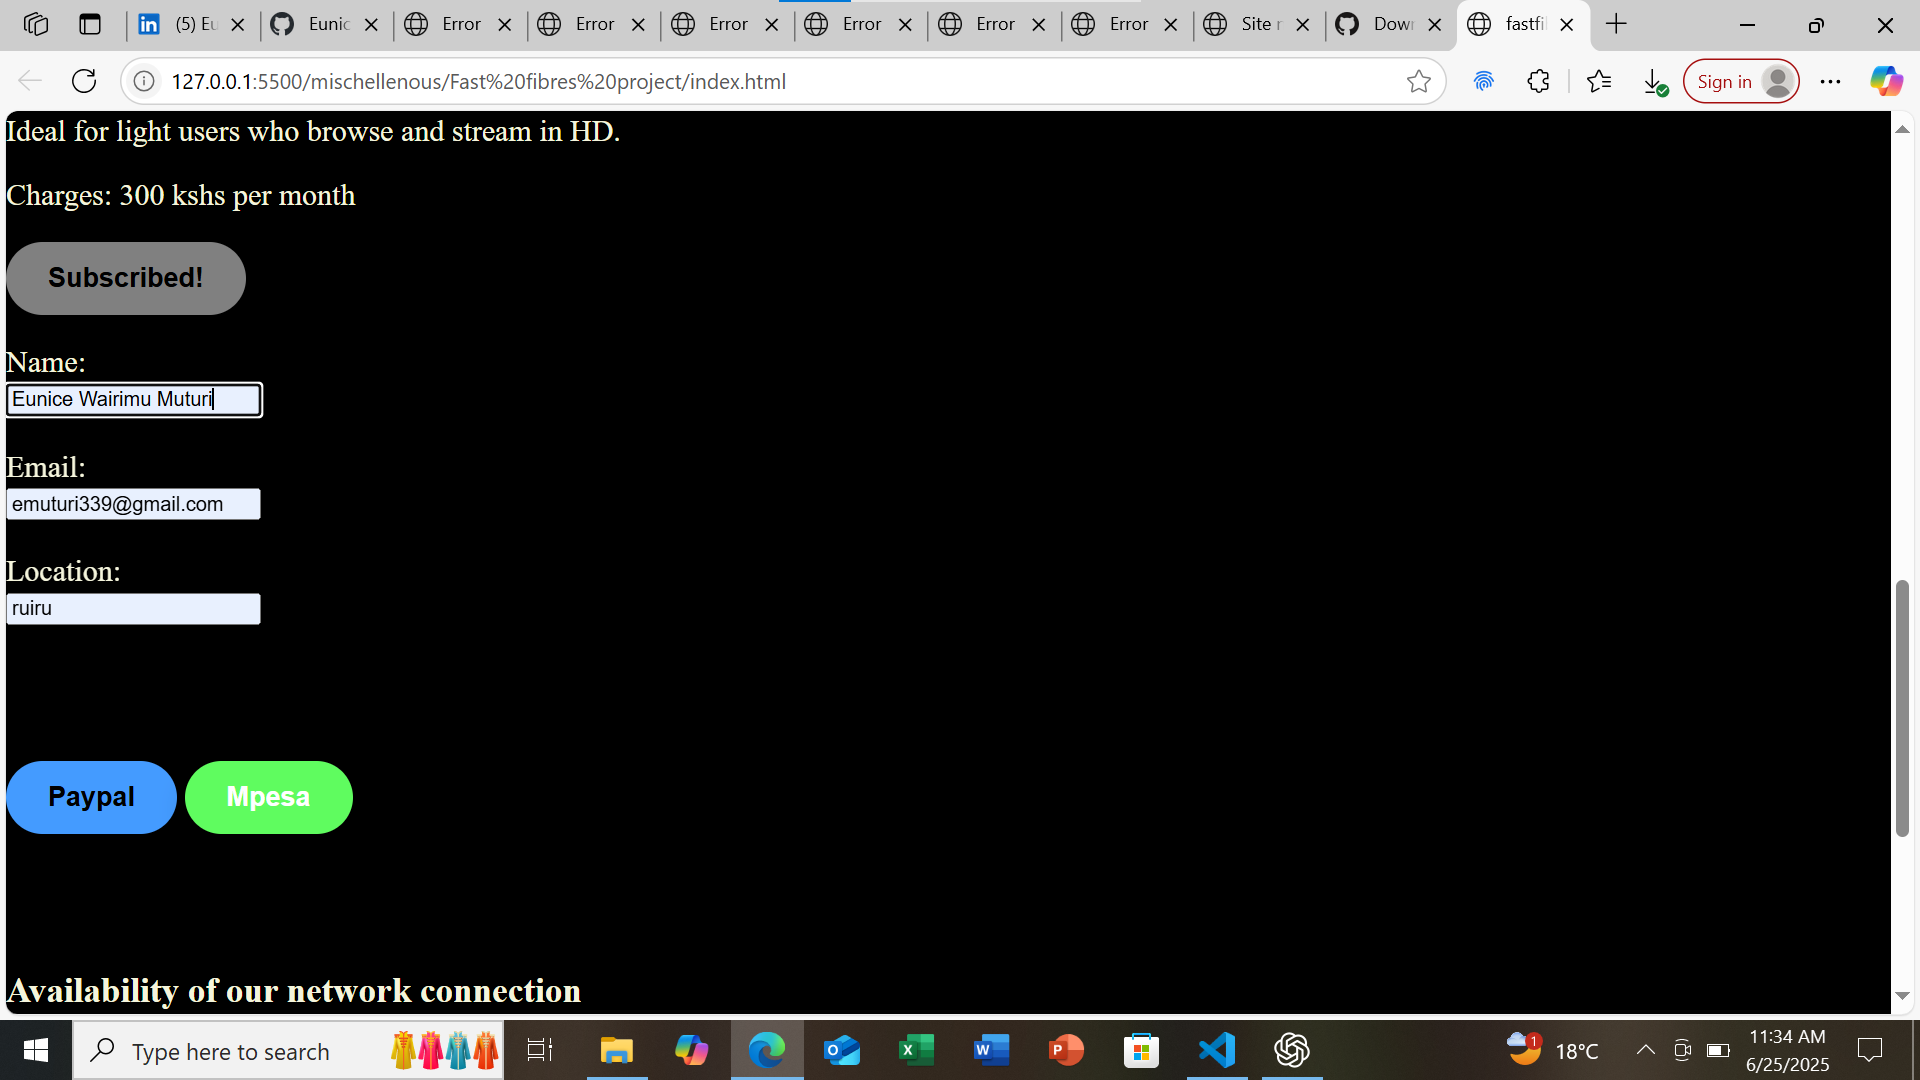 (5) Eu
Eunic
Error
Error
Error
Error
Error
Error
Site r
Dow
fastfi
127.0.0.1:5500/mischellenous/Fast%20fibres%20project/index.html
Sign in
Ideal for light users who browse and stream in HD.
Charges: 300 kshs per month
Subscribed!
Name:
Eunice Wairimu Muturi
Email:
emuturi339@gmail.com
Location:
ruiru
Paypal
Mpesa
Availability of our network connection
Type here to search
1
18°C
11:34 AM
6/25/2025